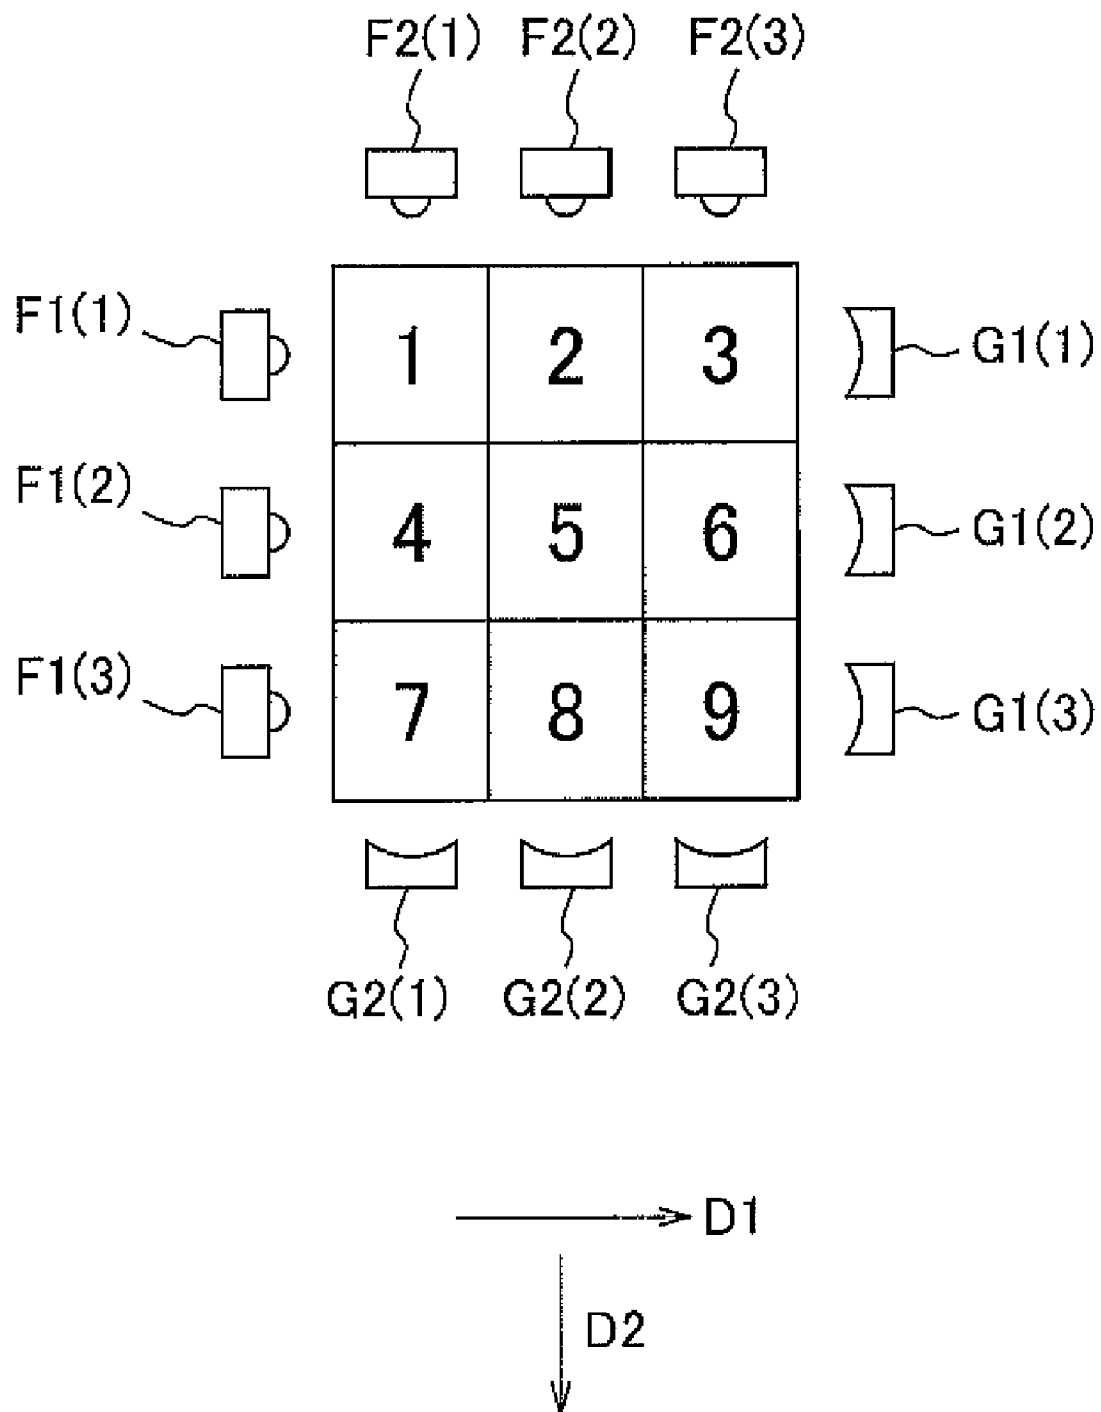 F2(1) F2(2) F2(3)
F1(1) 1 2 3 G1(1)
F1(2) 4 5 6 G1(2)
F1(3) 7 8 9 G1(3)
G2(1) G2(2) G2(3)
D1
D2